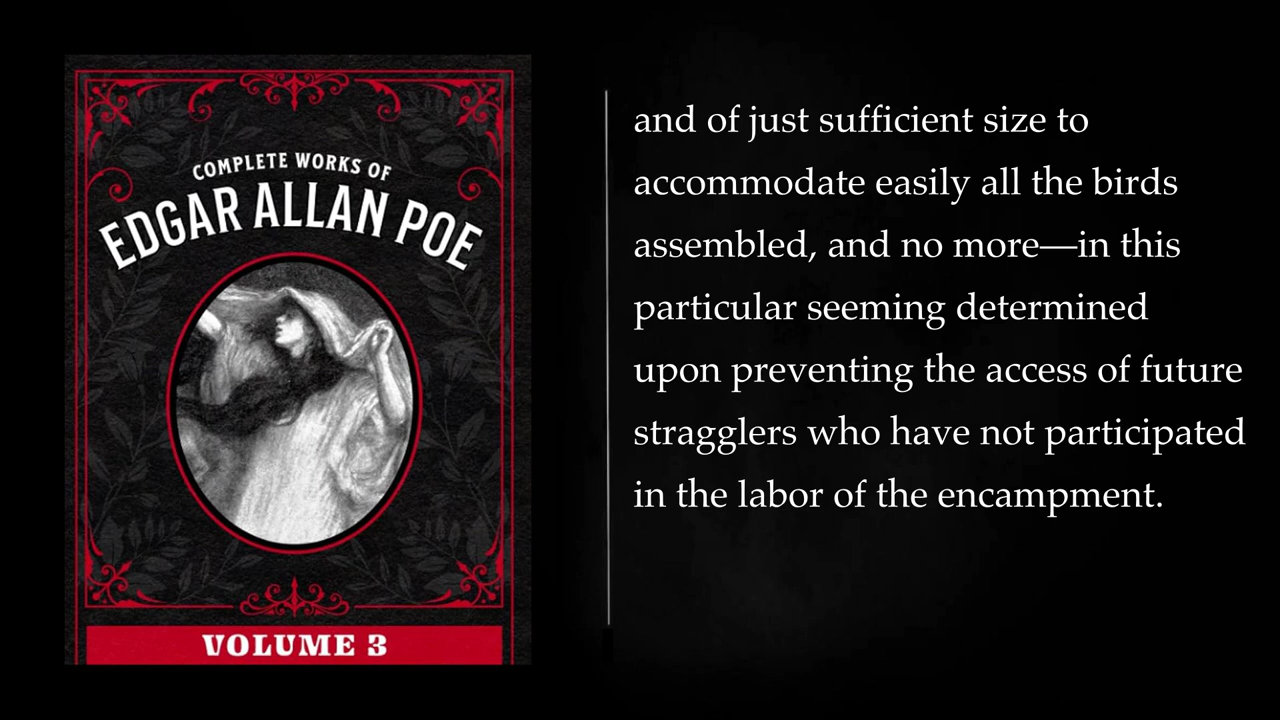 COMPLETE WORKS OF
EDGAR ALLAN POE
VOLUME 3
and of just sufficient size to
accommodate easily all the birds
assembled, and no more—in this
particular seeming determined
upon preventing the access of future
stragglers who have not participated
in the labor of the encampment.